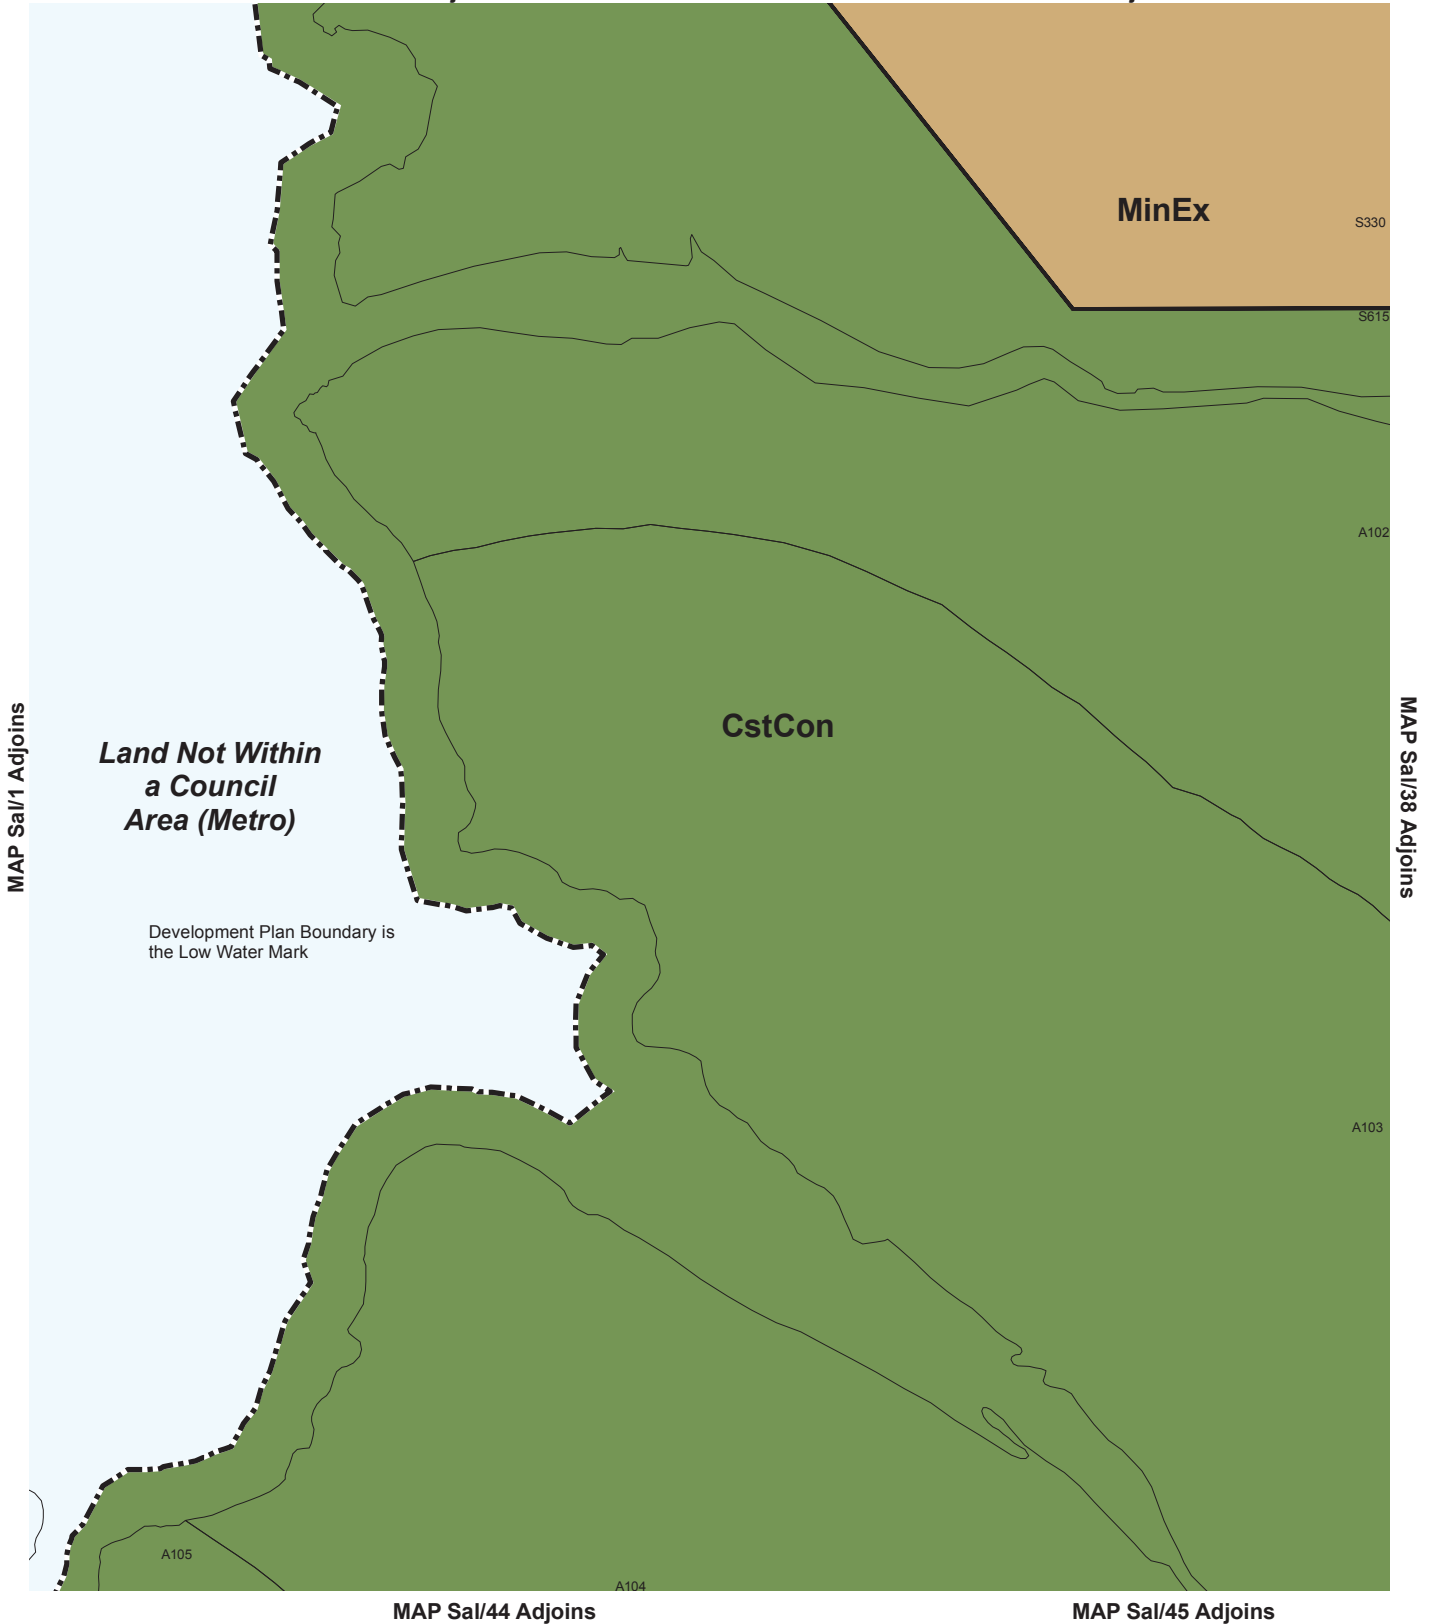 MinEx
S330
S615
A102
CstCon
MAP Sal/1 Adjoins
MAP Sal/38 Adjoins
Land Not Within
a Council
Area (Metro)
Development Plan Boundary is
the Low Water Mark
A103
A105
A104
MAP Sal/44 Adjoins
MAP Sal/45 Adjoins